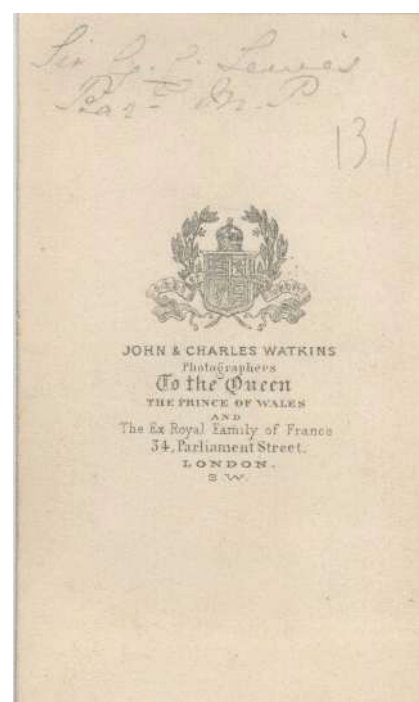 Sir G. C. Lewis
Bart M.P
131
JOHN & CHARLES WATKINS
Photographers
To the Queen
THE PRINCE OF WALES
AND
The Ex Royal Family of France
34, Parliament Street.
LONDON.
S.W.